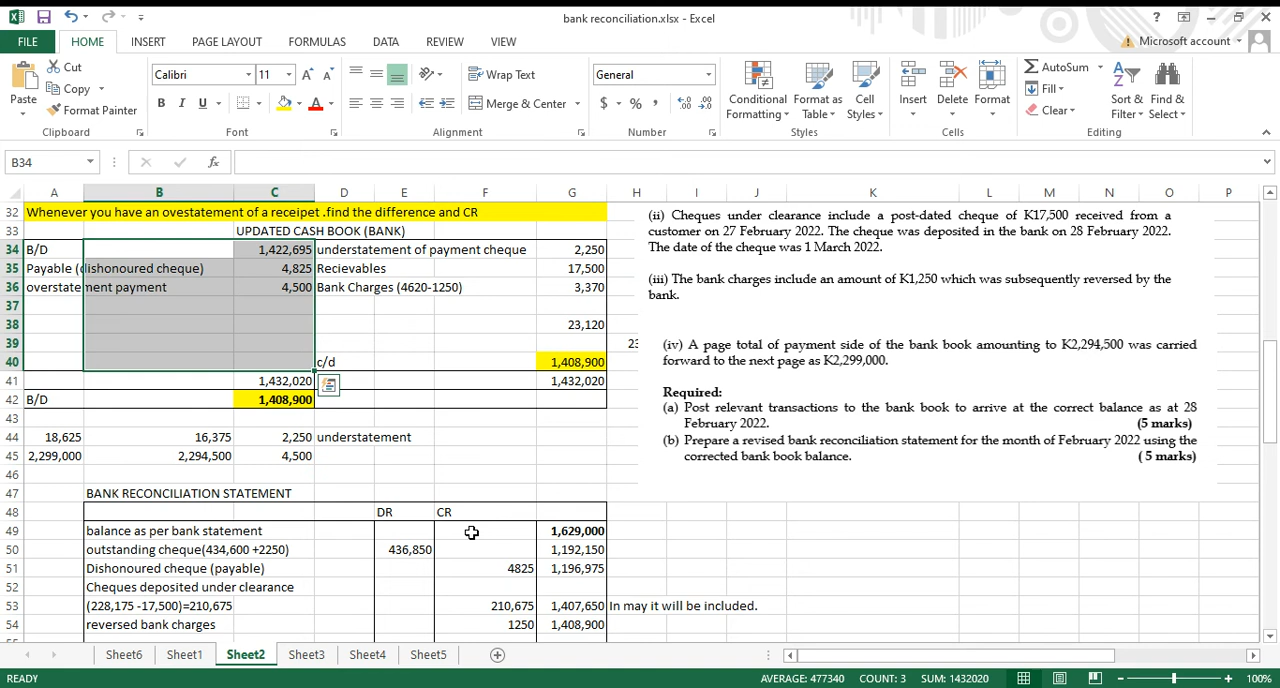 bank reconciliation.xlsx - Excel
FILE HOME INSERT PAGE LAYOUT FORMULAS DATA REVIEW VIEW Microsoft account
Paste Cut Copy Format Painter
Calibri 11 Wrap Text General AutoSum
B I U Merge & Center $ % , Fill Clear
Conditional Formatting Format as Table Cell Styles Insert Delete Format Sort & Filter Find & Select
Clipboard Font Alignment Number Styles Cells Editing
B34 fx
A B C D E F G H I J K L M N O P
32 Whenever you have an ovestatement of a receipet .find the difference and CR
33 UPDATED CASH BOOK (BANK)
34 B/D 1,422,695 understatement of payment cheque 2,250
35 Payable (dishonoured cheque) 4,825 Recievables 17,500
36 overstatement payment 4,500 Bank Charges (4620-1250) 3,370
37
38 23,120
39 23
40 c/d 1,408,900
41 1,432,020 1,432,020
42 B/D 1,408,900
43
44 18,625 16,375 2,250 understatement
45 2,299,000 2,294,500 4,500
46
47 BANK RECONCILIATION STATEMENT
48 DR CR
49 balance as per bank statement 1,629,000
50 outstanding cheque(434,600 +2250) 436,850 1,192,150
51 Dishonoured cheque (payable) 4825 1,196,975
52 Cheques deposited under clearance
53 (228,175 -17,500)=210,675 210,675 1,407,650 In may it will be included.
54 reversed bank charges 1250 1,408,900
(ii) Cheques under clearance include a post-dated cheque of K17,500 received from a
customer on 27 February 2022. The cheque was deposited in the bank on 28 February 2022.
The date of the cheque was 1 March 2022.
(iii) The bank charges include an amount of K1,250 which was subsequently reversed by the
bank.
(iv) A page total of payment side of the bank book amounting to K2,294,500 was carried
forward to the next page as K2,299,000.
Required:
(a) Post relevant transactions to the bank book to arrive at the correct balance as at 28
February 2022. (5 marks)
(b) Prepare a revised bank reconciliation statement for the month of February 2022 using the
corrected bank book balance. ( 5 marks)
Sheet6 Sheet1 Sheet2 Sheet3 Sheet4 Sheet5
READY AVERAGE: 477340 COUNT: 3 SUM: 1432020 100%